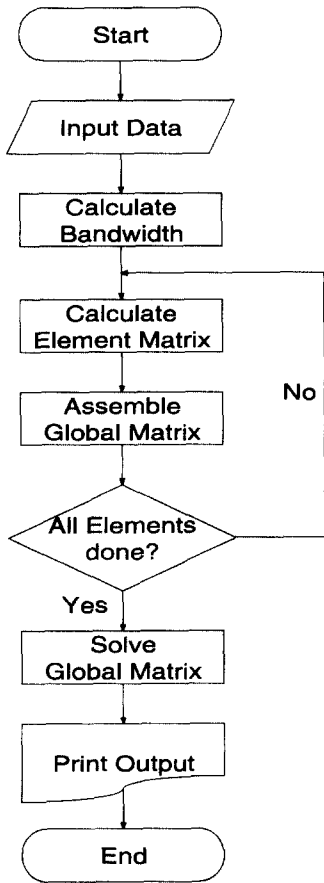 Start
Input Data
Calculate
Bandwidth
Calculate
Element Matrix
Assemble
Global Matrix
No
All Elements
done?
Yes
Solve
Global Matrix
Print Output
End